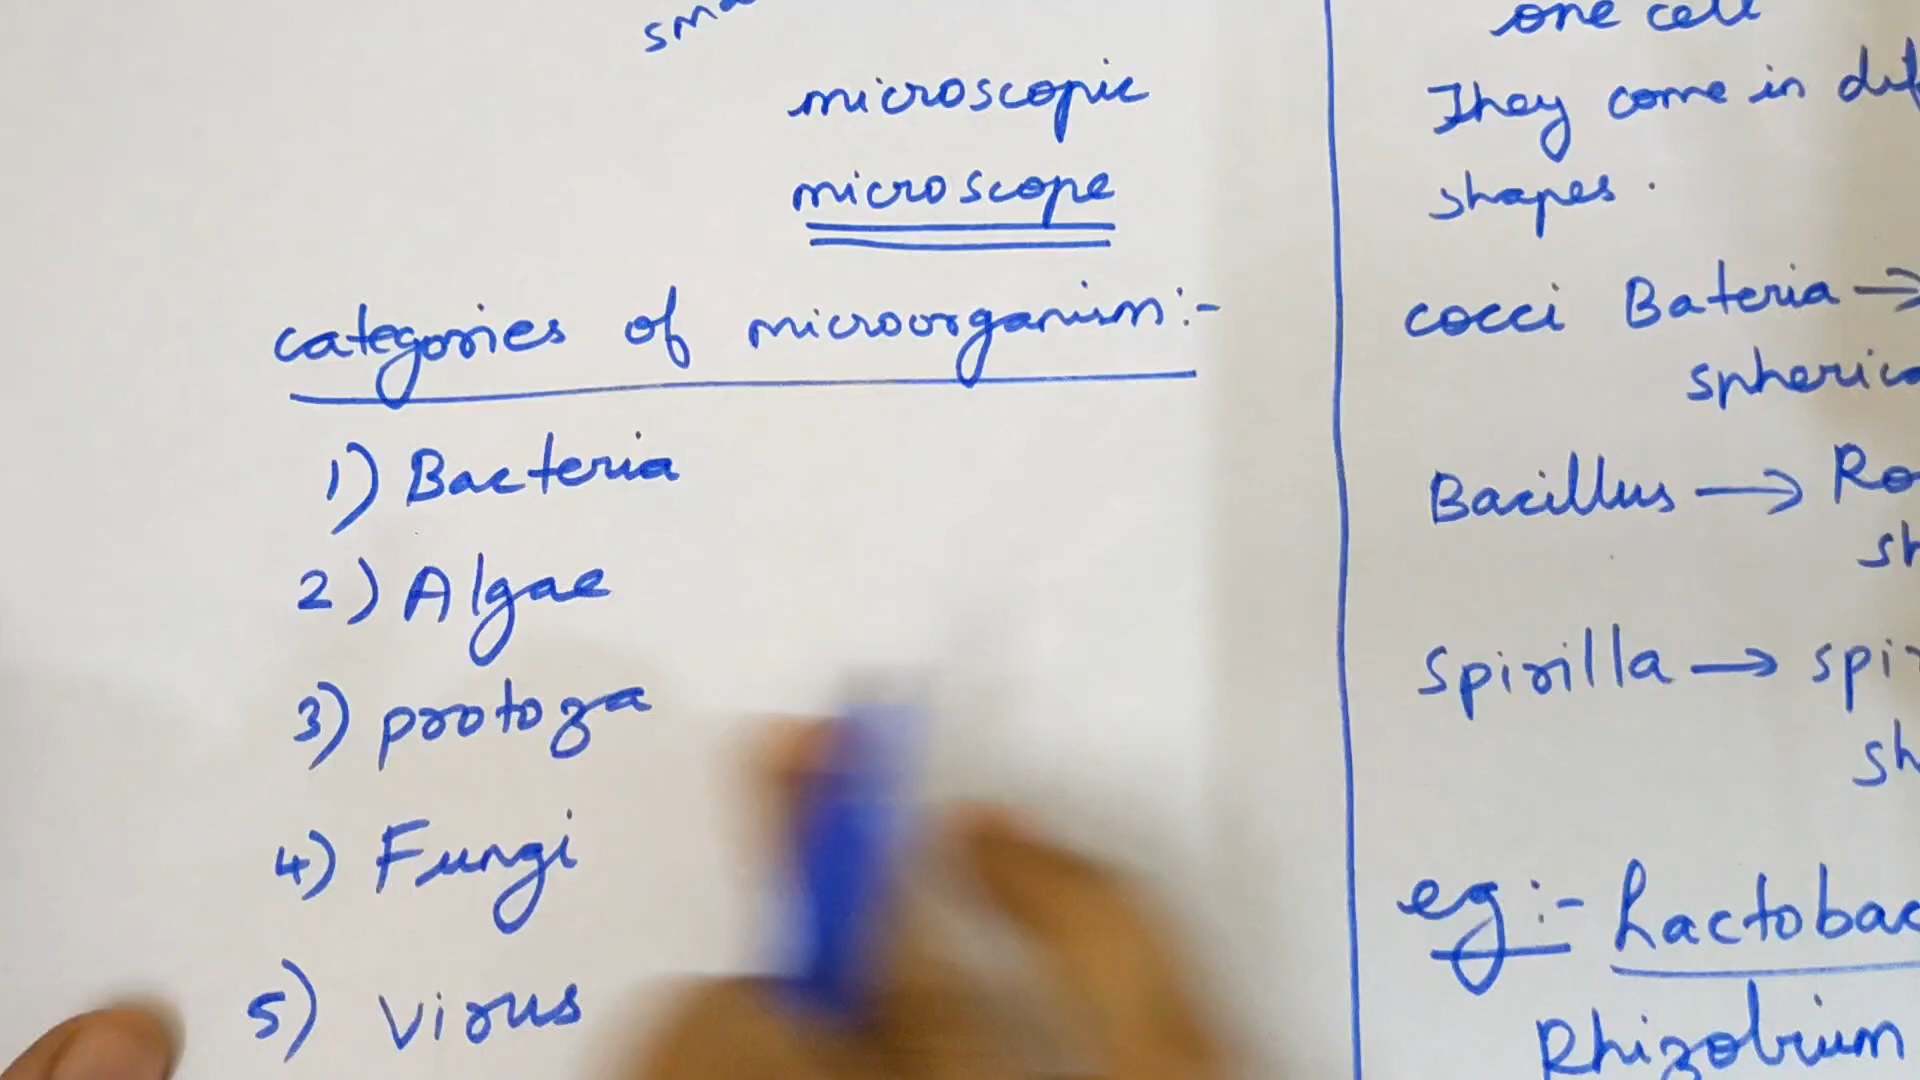 microscopic
microscope
categories of microorganism:-
1) Bacteria
2) Algae
3) protoza
4) Fungi
5) virus
one cell
They come in
shapes.
cocci Bateria →
Bacillus →
Spirilla →
eg:-
Rhizobium